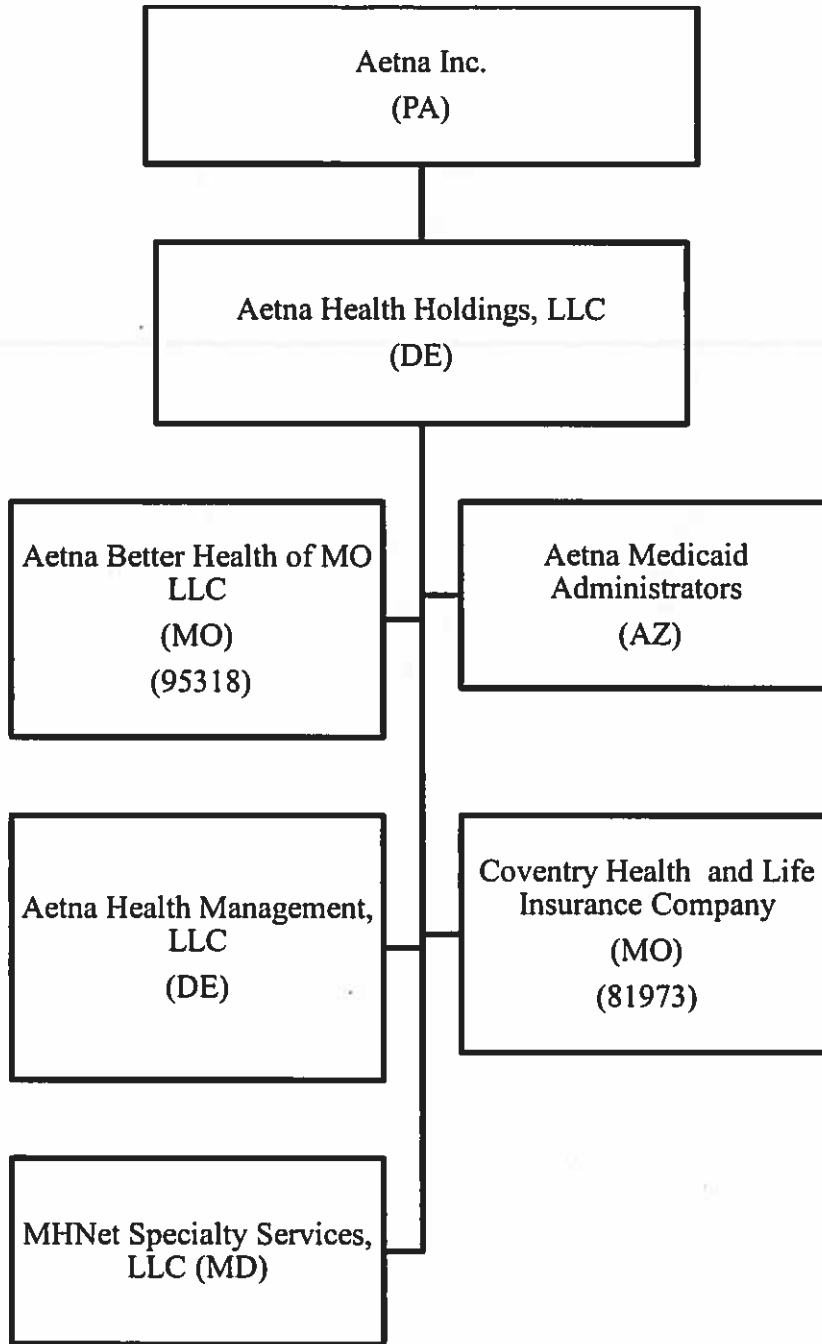 Aetna Inc.
(PA)
Aetna Health Holdings, LLC
(DE)
Aetna Better Health of MO
LLC
(MO)
(95318)
Aetna Medicaid
Administrators
(AZ)
Aetna Health Management,
LLC
(DE)
Coventry Health and Life
Insurance Company
(MO)
(81973)
MHNet Specialty Services,
LLC (MD)